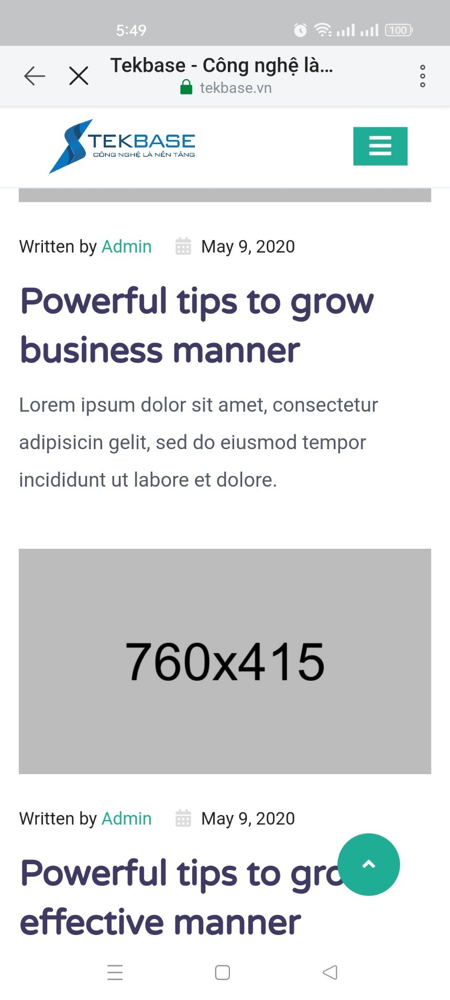 5:49
100
Tekbase - Công nghệ là...
tekbase.vn
TEKBASE
CÔNG NGHỆ LÀ NỀN TẢNG
Written by Admin May 9, 2020
Powerful tips to grow
business manner
Lorem ipsum dolor sit amet, consectetur
adipisicin gelit, sed do eiusmod tempor
incididunt ut labore et dolore.
760x415
Written by Admin May 9, 2020
Powerful tips to gro
effective manner